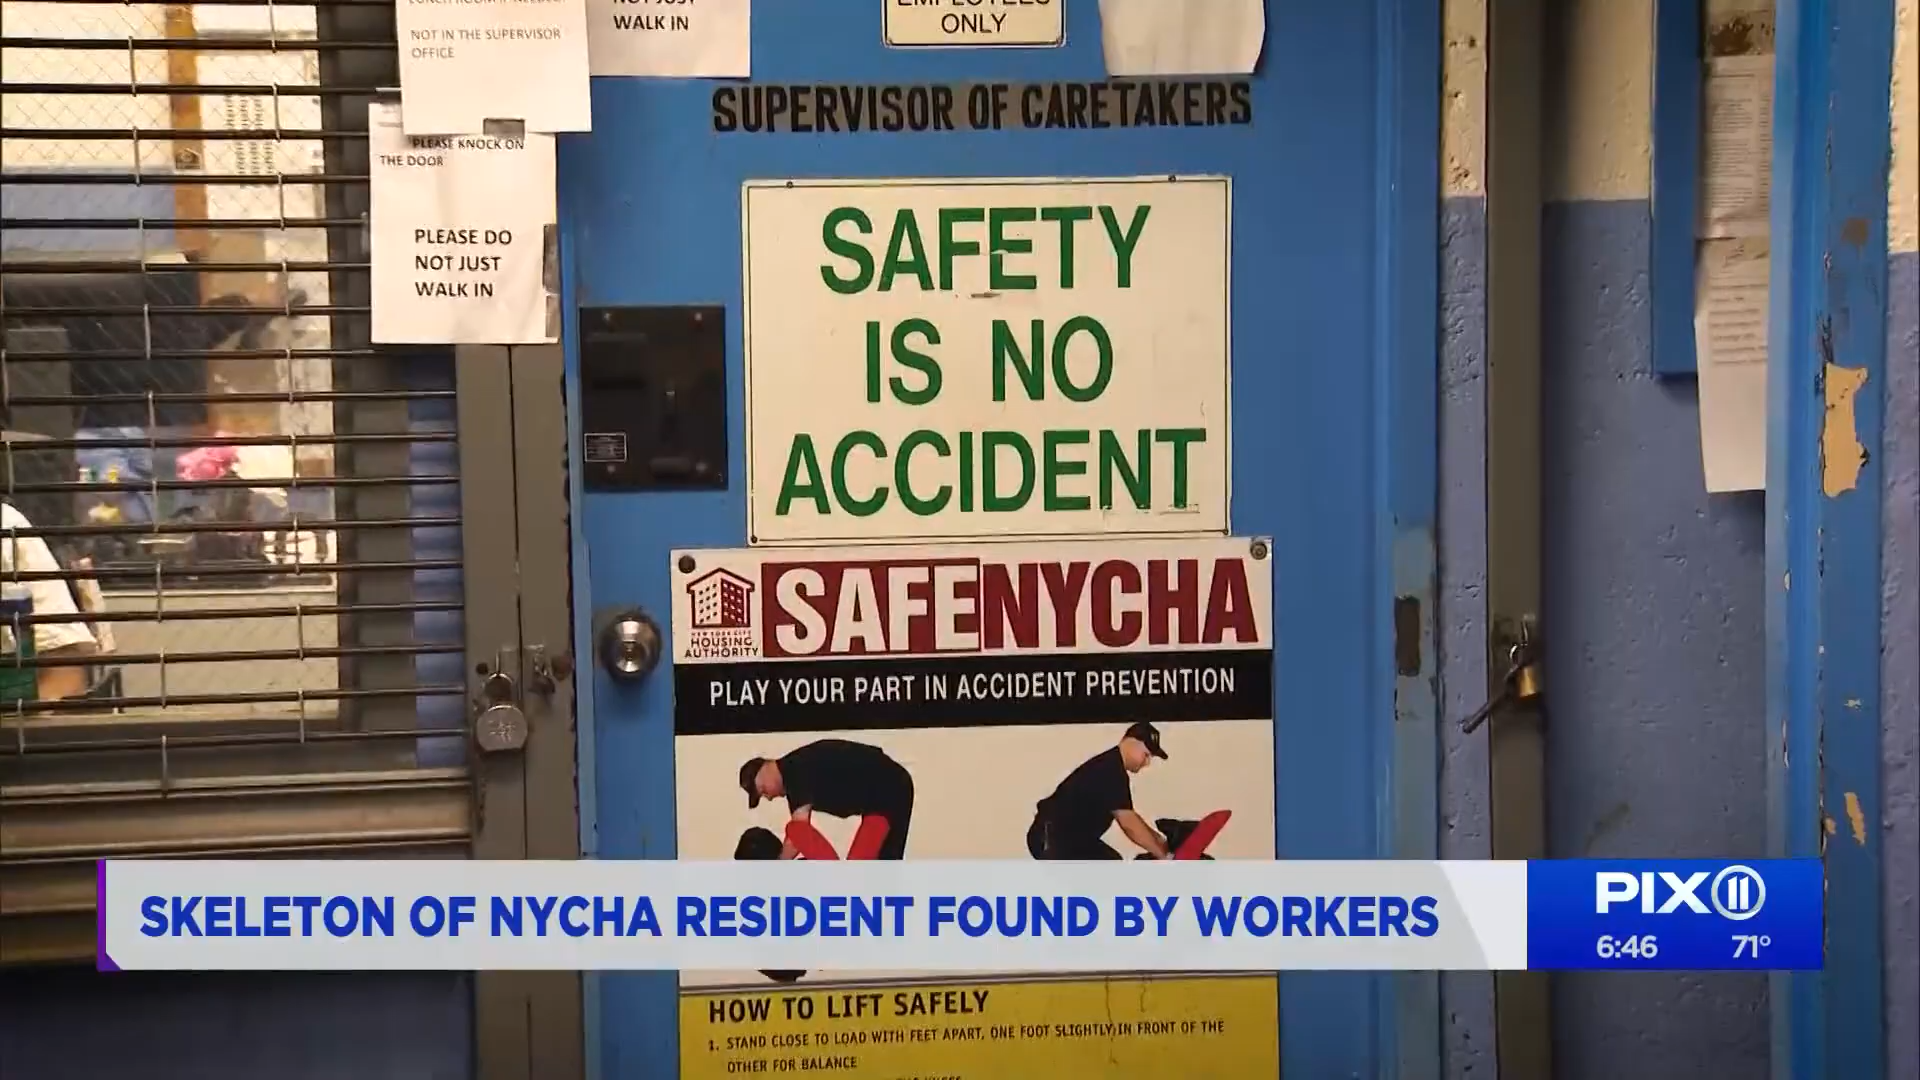 NOT IN THE SUPERVISOR
OFFICE
WALK IN
EMPLOYEES
ONLY
SUPERVISOR OF CARETAKERS
PLEASE KNOCK ON
THE DOOR
PLEASE DO
NOT JUST
WALK IN
SAFETY
IS NO
ACCIDENT
NEW YORK CITY
HOUSING
AUTHORITY
SAFENYCHA
PLAY YOUR PART IN ACCIDENT PREVENTION
SKELETON OF NYCHA RESIDENT FOUND BY WORKERS
PIX11
6:46 71°
HOW TO LIFT SAFELY
1. STAND CLOSE TO LOAD WITH FEET APART, ONE FOOT SLIGHTLY IN FRONT OF THE
OTHER FOR BALANCE